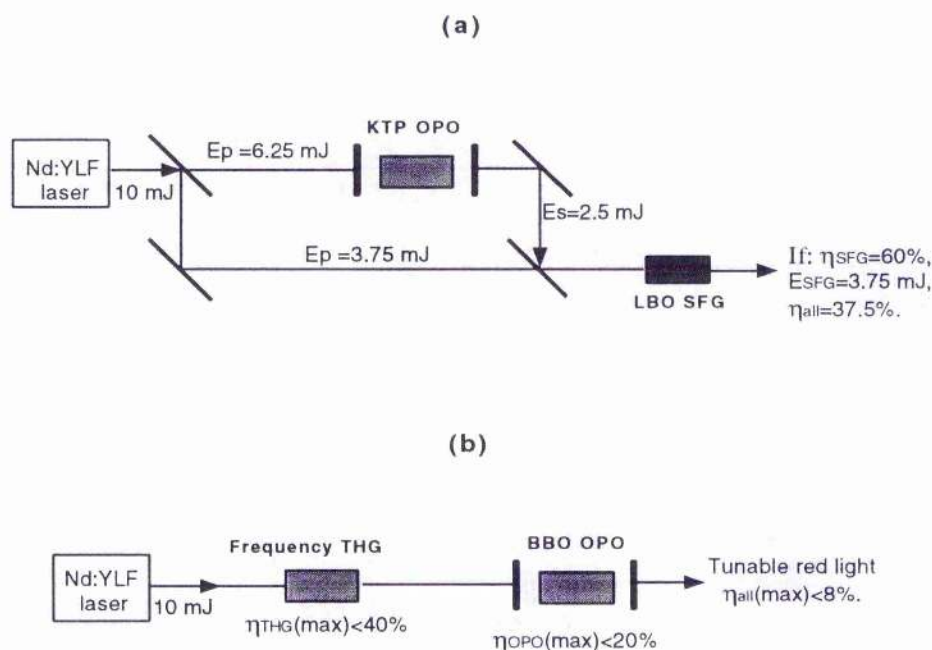 (a)
KTP OPO
Nd:YLF
laser
10 mJ
Ep =6.25 mJ
Es=2.5 mJ
Ep =3.75 mJ
LBO SFG
If: ηSFG=60%,
ESFG=3.75 mJ,
ηall=37.5%.
(b)
Frequency THG
BBO OPO
Nd:YLF
laser
10 mJ
Tunable red light
ηall(max)<8%.
ηTHG(max)<40%
ηOPO(max)<20%